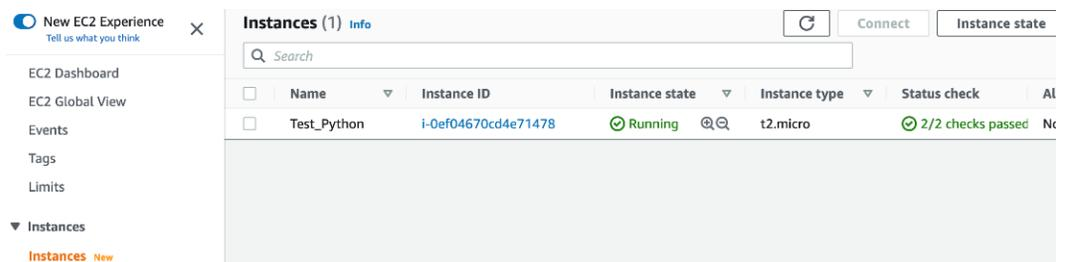 New EC2 Experience
Tell us what you think
EC2 Dashboard
EC2 Global View
Events
Tags
Limits
Instances
Instances New
Instances (1) Info
Connect
Instance state
Search
Name Instance ID Instance state Instance type Status check Al
Test_Python i-0ef04670cd4e71478 Running t2.micro 2/2 checks passed No